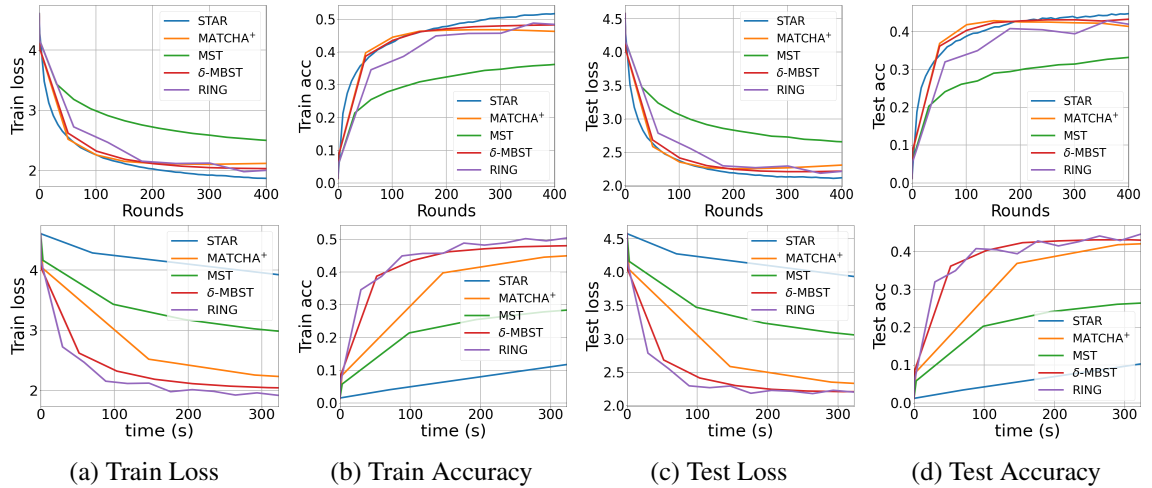 Train loss
4
3
2
0 100 200 300 400
Rounds
STAR
MATCHA+
MST
δ-MBST
RING
Train acc
0.5
0.4
0.3
0.2
0.1
0.0
0 100 200 300 400
Rounds
STAR
MATCHA+
MST
δ-MBST
RING
Test loss
4.5
4.0
3.5
3.0
2.5
2.0
0 100 200 300 400
Rounds
STAR
MATCHA+
MST
δ-MBST
RING
Test acc
0.4
0.3
0.2
0.1
0.0
0 100 200 300 400
Rounds
STAR
MATCHA+
MST
δ-MBST
RING
Train loss
4
3
2
0 100 200 300
time (s)
STAR
MATCHA+
MST
δ-MBST
RING
Train acc
0.5
0.4
0.3
0.2
0.1
0.0
0 100 200 300
time (s)
STAR
MATCHA+
MST
δ-MBST
RING
Test loss
4.5
4.0
3.5
3.0
2.5
2.0
0 100 200 300
time (s)
STAR
MATCHA+
MST
δ-MBST
RING
Test acc
0.4
0.3
0.2
0.1
0.0
0 100 200 300
time (s)
STAR
MATCHA+
MST
δ-MBST
RING
(a) Train Loss
(b) Train Accuracy
(c) Test Loss
(d) Test Accuracy